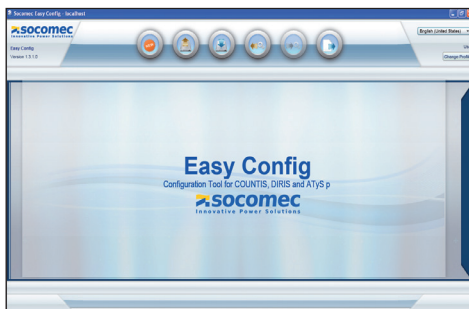 Socomec Easy Config - localhost
socomec
Innovative Power Solutions
Easy Config
Version 1.5.1.0
English (United States)
Change Profil
Easy Config
Configuration Tool for COUNTIS, DIRIS and ATyS p
socomec
Innovative Power Solutions